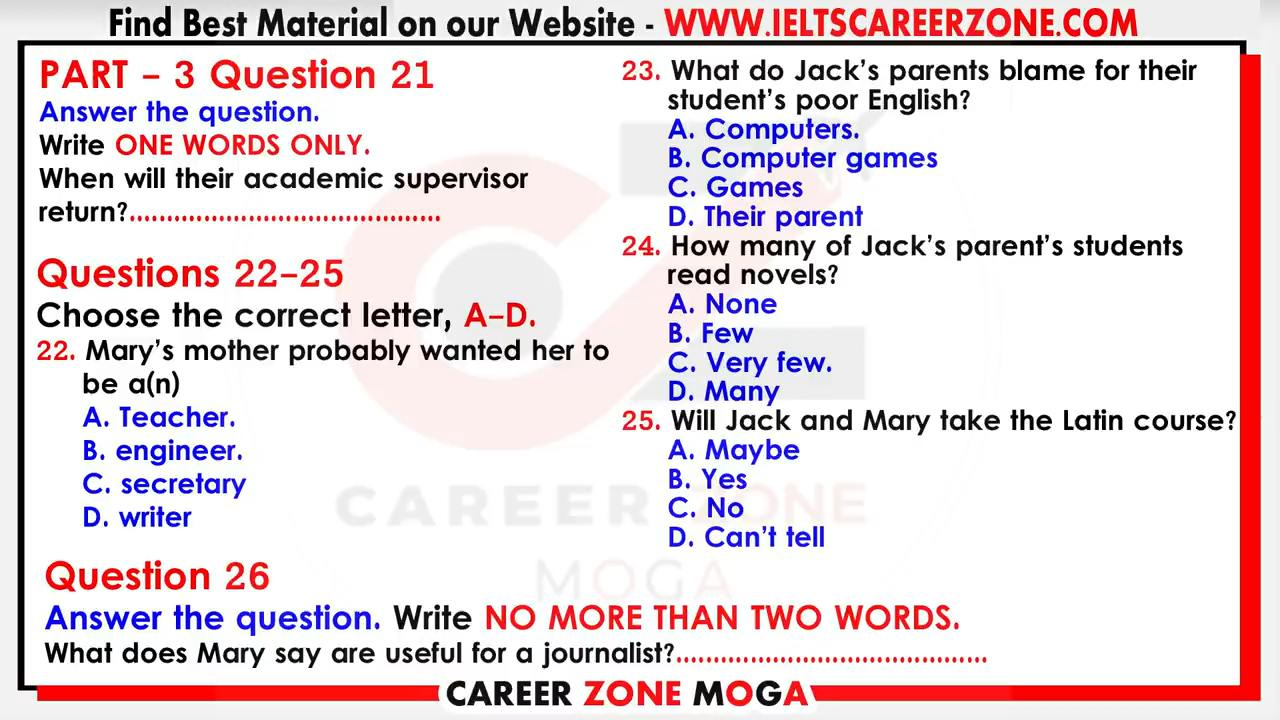 Find Best Material on our Website - WWW.IELTSCAREERZONE.COM
PART – 3 Question 21
Answer the question.
Write ONE WORDS ONLY.
When will their academic supervisor
return?..........................................
Questions 22–25
Choose the correct letter, A–D.
22. Mary's mother probably wanted her to
be a(n)
A. Teacher.
B. engineer.
C. secretary
D. writer
23. What do Jack's parents blame for their
student's poor English?
A. Computers.
B. Computer games
C. Games
D. Their parent
24. How many of Jack's parent's students
read novels?
A. None
B. Few
C. Very few.
D. Many
25. Will Jack and Mary take the Latin course?
A. Maybe
B. Yes
C. No
D. Can't tell
Question 26
Answer the question. Write NO MORE THAN TWO WORDS.
What does Mary say are useful for a journalist?..........................................
CAREER ZONE
MOGA
CAREER ZONE MOGA